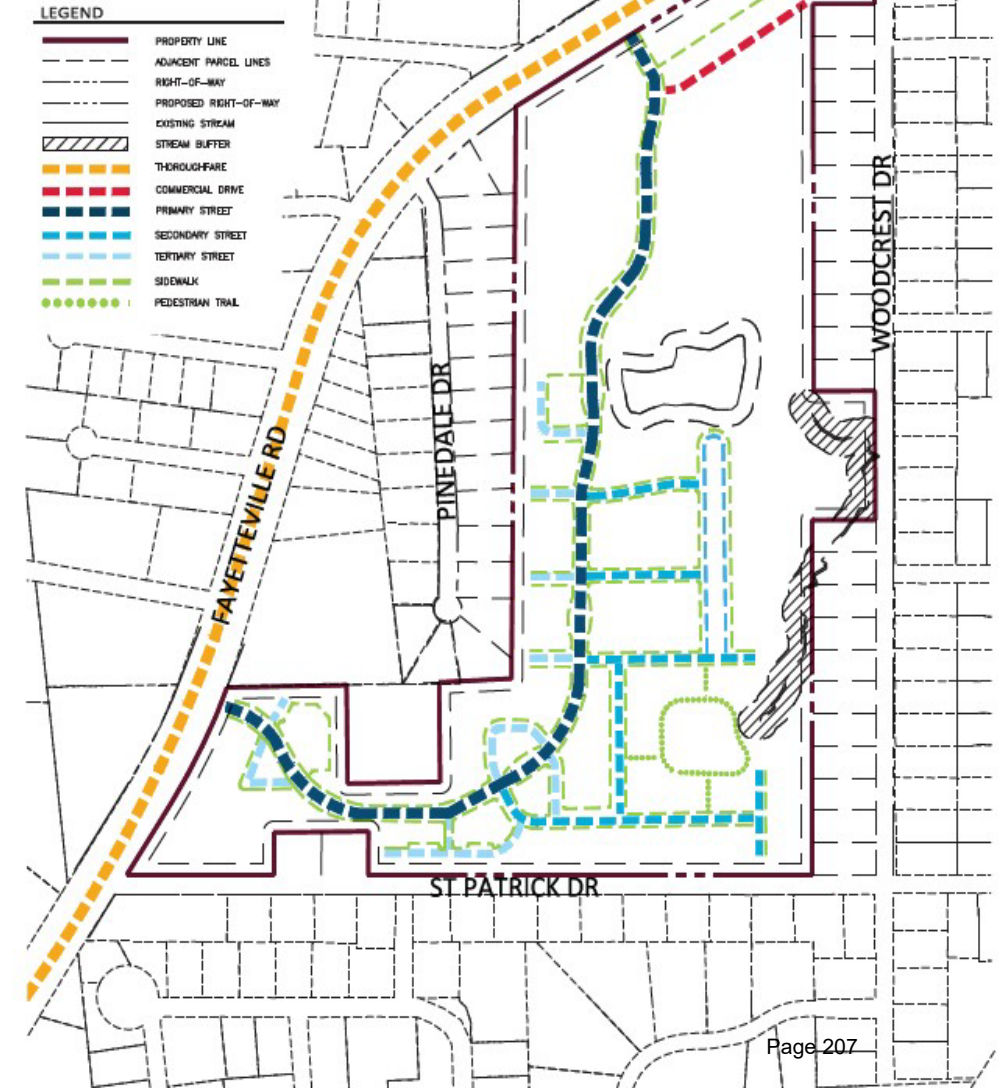 LEGEND
PROPERTY LINE
ADJACENT PARCEL LINES
RIGHT-OF-WAY
PROPOSED RIGHT-OF-WAY
EXISTING STREAM
STREAM BUFFER
THOROUGHFARE
COMMERCIAL DRIVE
PRIMARY STREET
SECONDARY STREET
TERTIARY STREET
SIDEWALK
PEDESTRIAN TRAIL
WOODCREST DR
PINEDALE DR
FAYETTEVILLE RD
ST PATRICK DR
Page 207